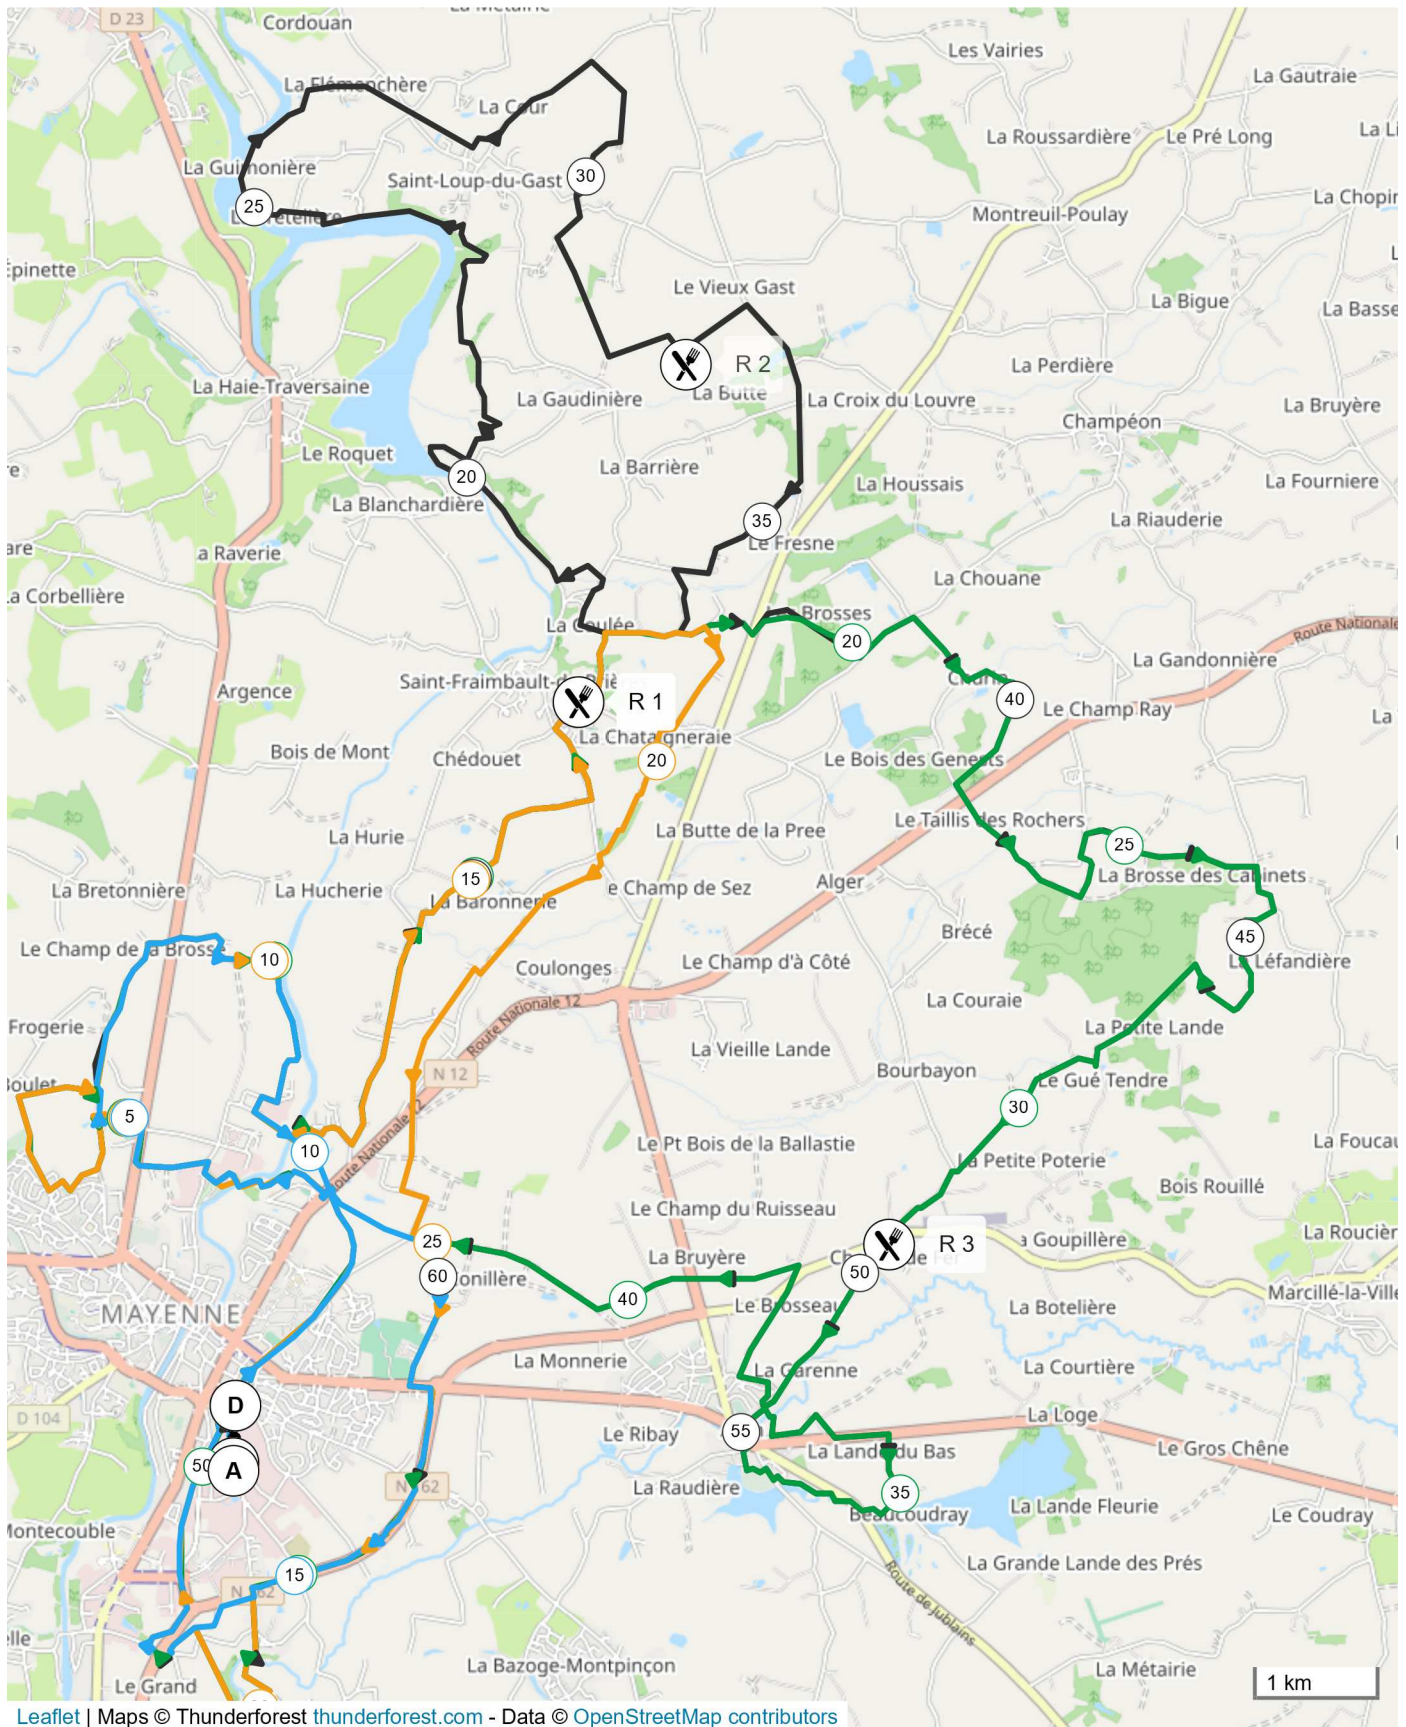 D 23
Cordouan
La Métairie
Les Vairies
La Gautraie
La Flémenchère
La Cour
La Roussardière
Le Pré Long
La Guimonière
Saint-Loup-du-Gast
30
25
La Chopin
Montreuil-Poulay
Épinette
Le Vieux Gast
La Bigue
La Basse
R 2
La Perdière
La Haie-Traversaine
La Gaudinière
La Butte
La Croix du Louvre
La Bruyère
Champéon
Le Roquet
La Barrière
20
La Houssais
La Fourniere
La Blanchardière
35
La Riauderie
Le Fresne
a Raverie
La Chouane
a Corbellière
La Coulée
Brosses
20
Route Nationale
La Gandonnière
Argence
Saint-Fraimbault-de-Prières
R 1
40
Le Champ Ray
La Chataigneraie
Bois de Mont
Chédouet
20
Le Bois des Genests
La Hurie
La Butte de la Pree
Le Taillis des Rochers
25
La Bretonnière
La Hucherie
15
La Baronnerie
e Champ de Sez
Alger
La Brosse des Cabinets
Le Champ de la Brosse
10
Coulonges
Le Champ d'à Côté
Brécé
45
La Léfandière
La Couraie
Route Nationale 12
Frogerie
La Petite Lande
La Vieille Lande
N 12
Bourbayon
Le Gué Tendre
Boulet
5
30
10
Route Nationale 12
Le Pt Bois de la Ballastie
La Petite Poterie
La Foucau
Bois Rouillé
Le Champ du Ruisseau
25
La Bruyère
R 3
a Goupillère
La Roucièr
60
onillère
50
40
MAYENNE
Le Brosseau
La Botelière
Marcillé-la-Ville
La Monnerie
La Garenne
La Courtière
D
D 104
Le Ribay
55
La Loge
La Lande du Bas
Le Gros Chêne
50
A
N 162
La Raudière
35
Beaucoudray
La Lande Fleurie
Le Coudray
Montecouble
15
La Grande Lande des Prés
N 162
Route de Jublains
Le Grand
La Bazoge-Montpinçon
La Métairie
1 km
Leaflet | Maps © Thunderforest thunderforest.com - Data © OpenStreetMap contributors